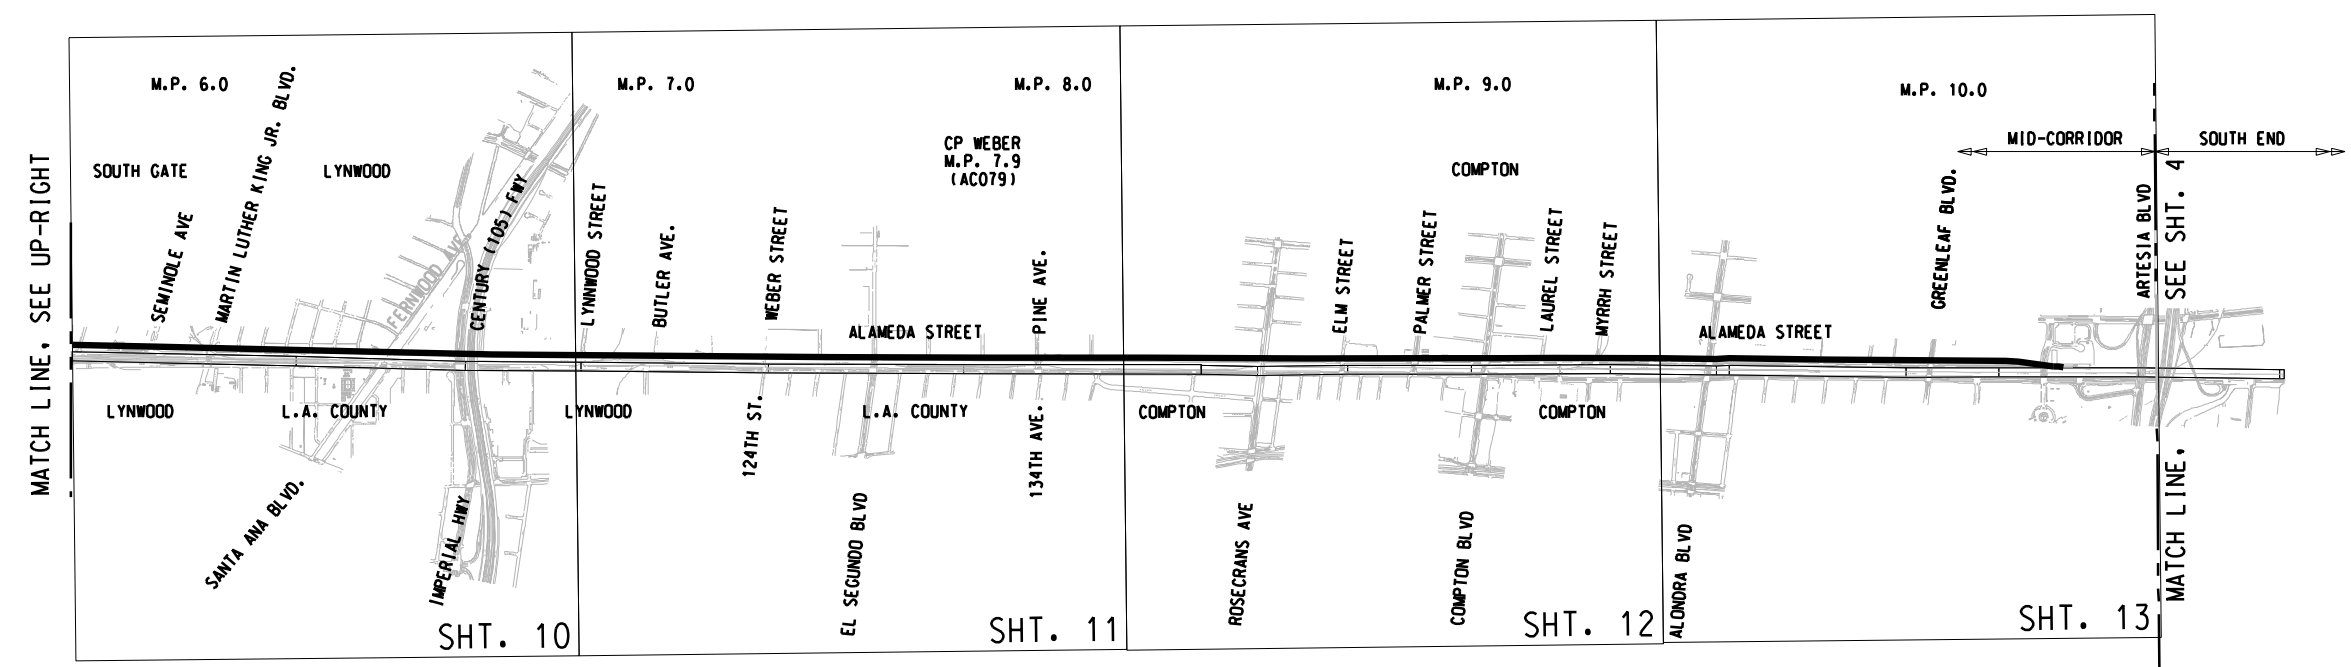 MATCH LINE, SEE UP-RIGHT
M.P. 6.0
SOUTH GATE
LYNWOOD
SEMINOLE AVE
MARTIN LUTHER KING JR. BLVD.
FERNWOOD AVE
CENTURY (105) FWY
LYNWOOD
L.A. COUNTY
SANTA ANA BLVD.
IMPERIAL HWY
SHT. 10
M.P. 7.0
M.P. 8.0
CP WEBER
M.P. 7.9
(AC079)
LYNNWOOD STREET
BUTLER AVE.
WEBER STREET
ALAMEDA STREET
PINE AVE.
LYNWOOD
124TH ST.
L.A. COUNTY
134TH AVE.
EL SEGUNDO BLVD
SHT. 11
M.P. 9.0
COMPTON
ELM STREET
PALMER STREET
LAUREL STREET
MYRRH STREET
COMPTON
COMPTON
ROSECRANS AVE
COMPTON BLVD
SHT. 12
M.P. 10.0
MID-CORRIDOR
SOUTH END
GREENLEAF BLVD.
ARTESIA BLVD
ALAMEDA STREET
ALONDRA BLVD
SHT. 13
MATCH LINE, SEE SHT. 4